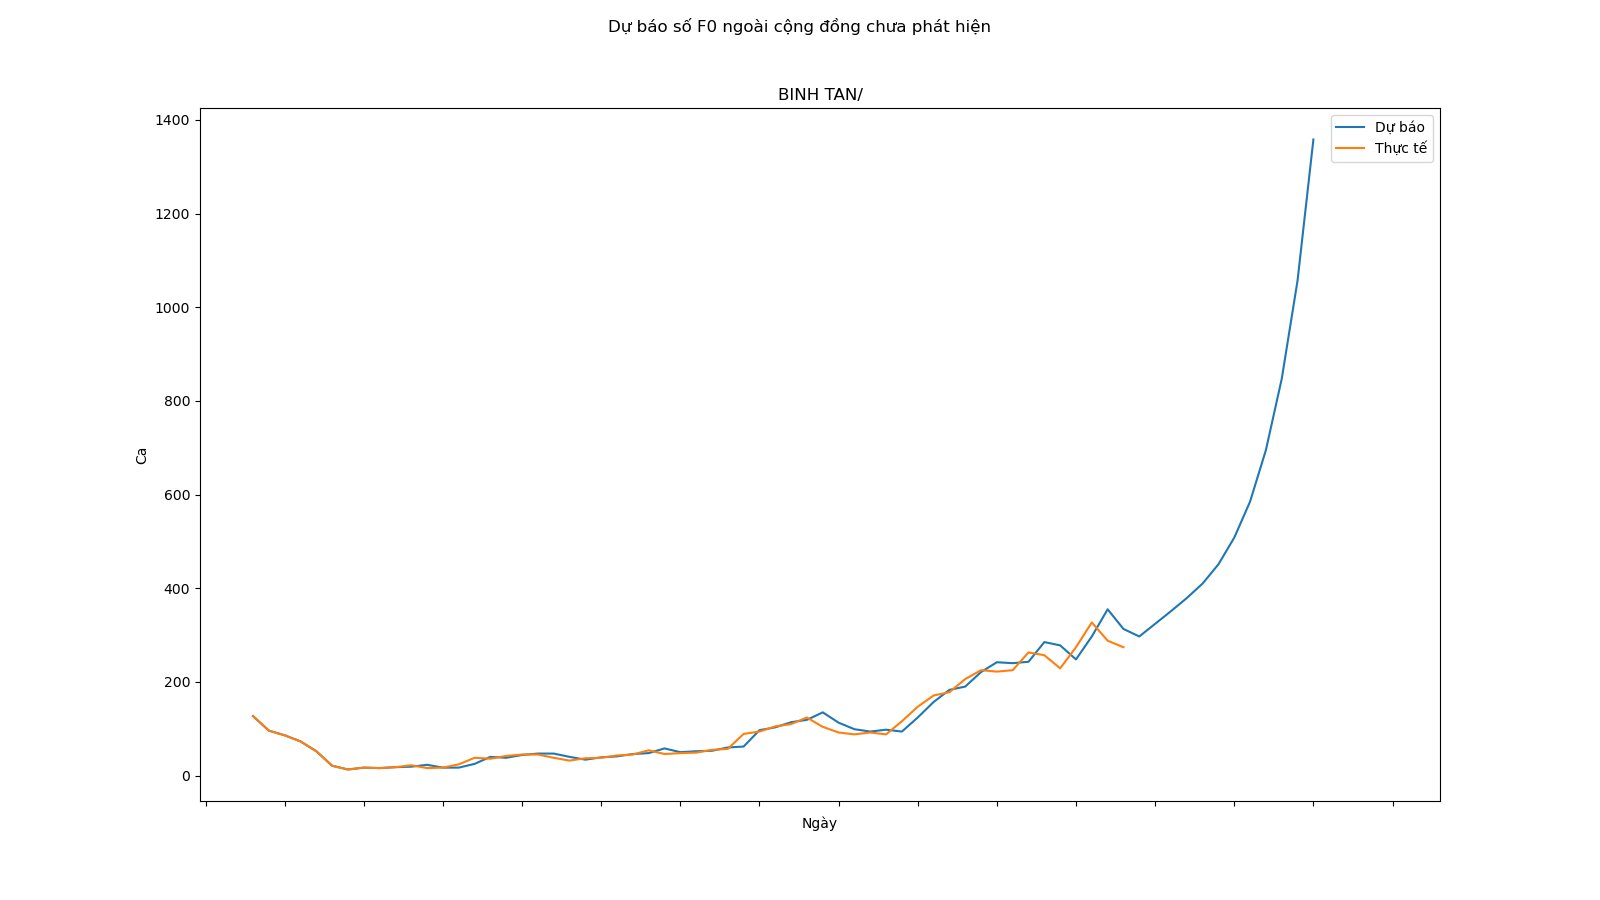 Dự báo số F0 ngoài cộng đồng chưa phát hiện
BINH TAN/
1400
1200
1000
800
600
400
200
0
Ca
Ngày
Dự báo
Thực tế